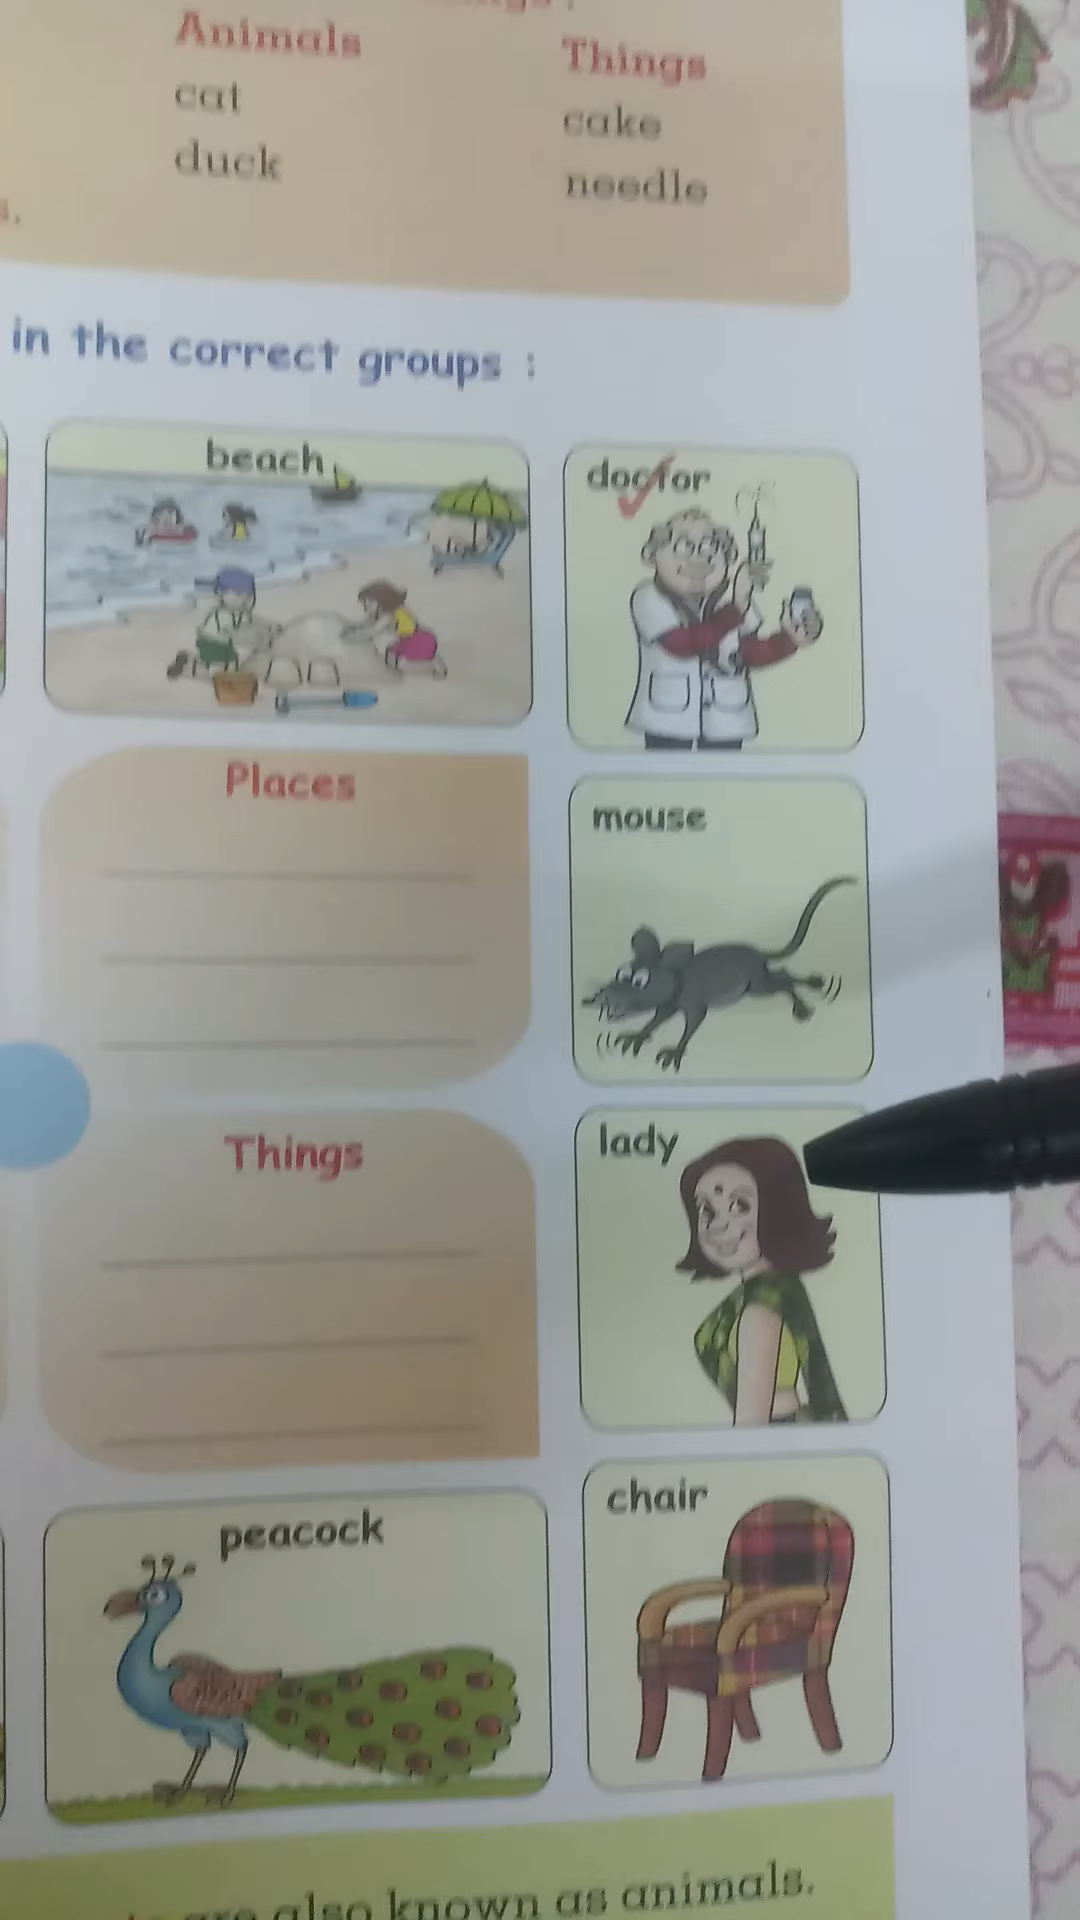 Animals
Things
cat
cake
duck
needle
s.
in the correct groups :
beach
doctor
Places
mouse
Things
lady
peacock
chair
are also known as animals.